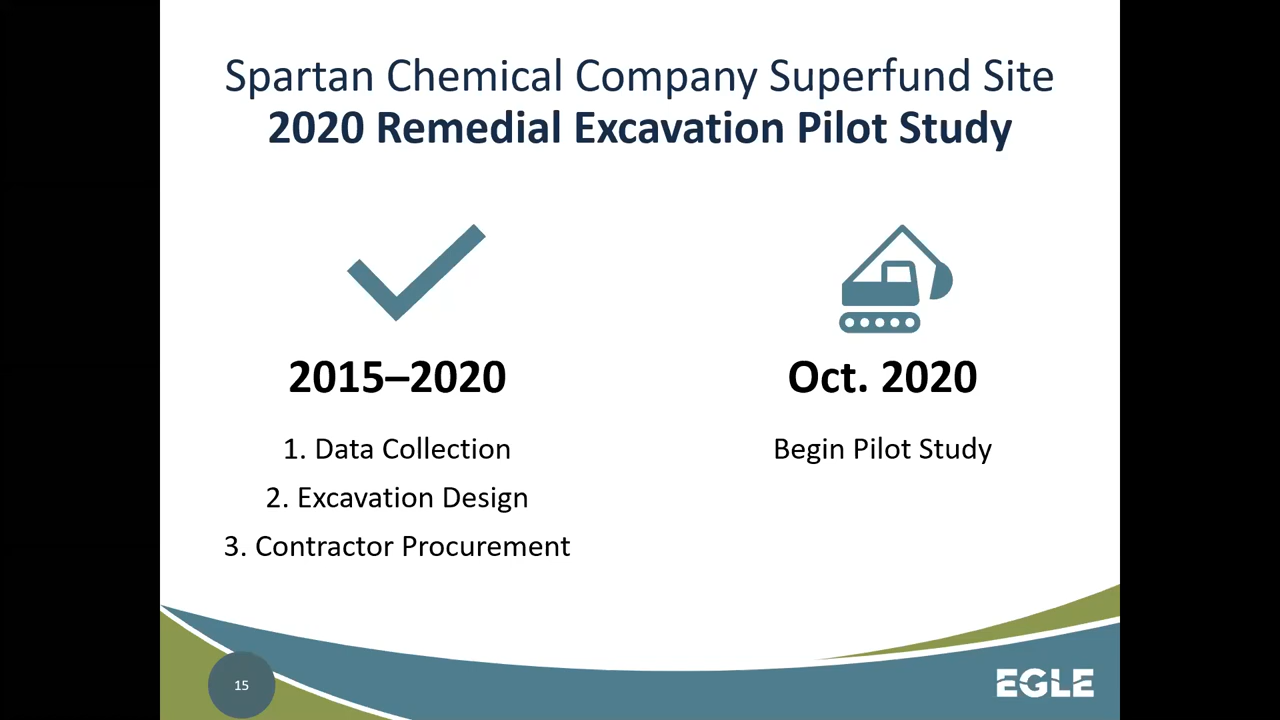 Spartan Chemical Company Superfund Site
2020 Remedial Excavation Pilot Study
2015–2020
1. Data Collection
2. Excavation Design
3. Contractor Procurement
Oct. 2020
Begin Pilot Study
15
EGLE